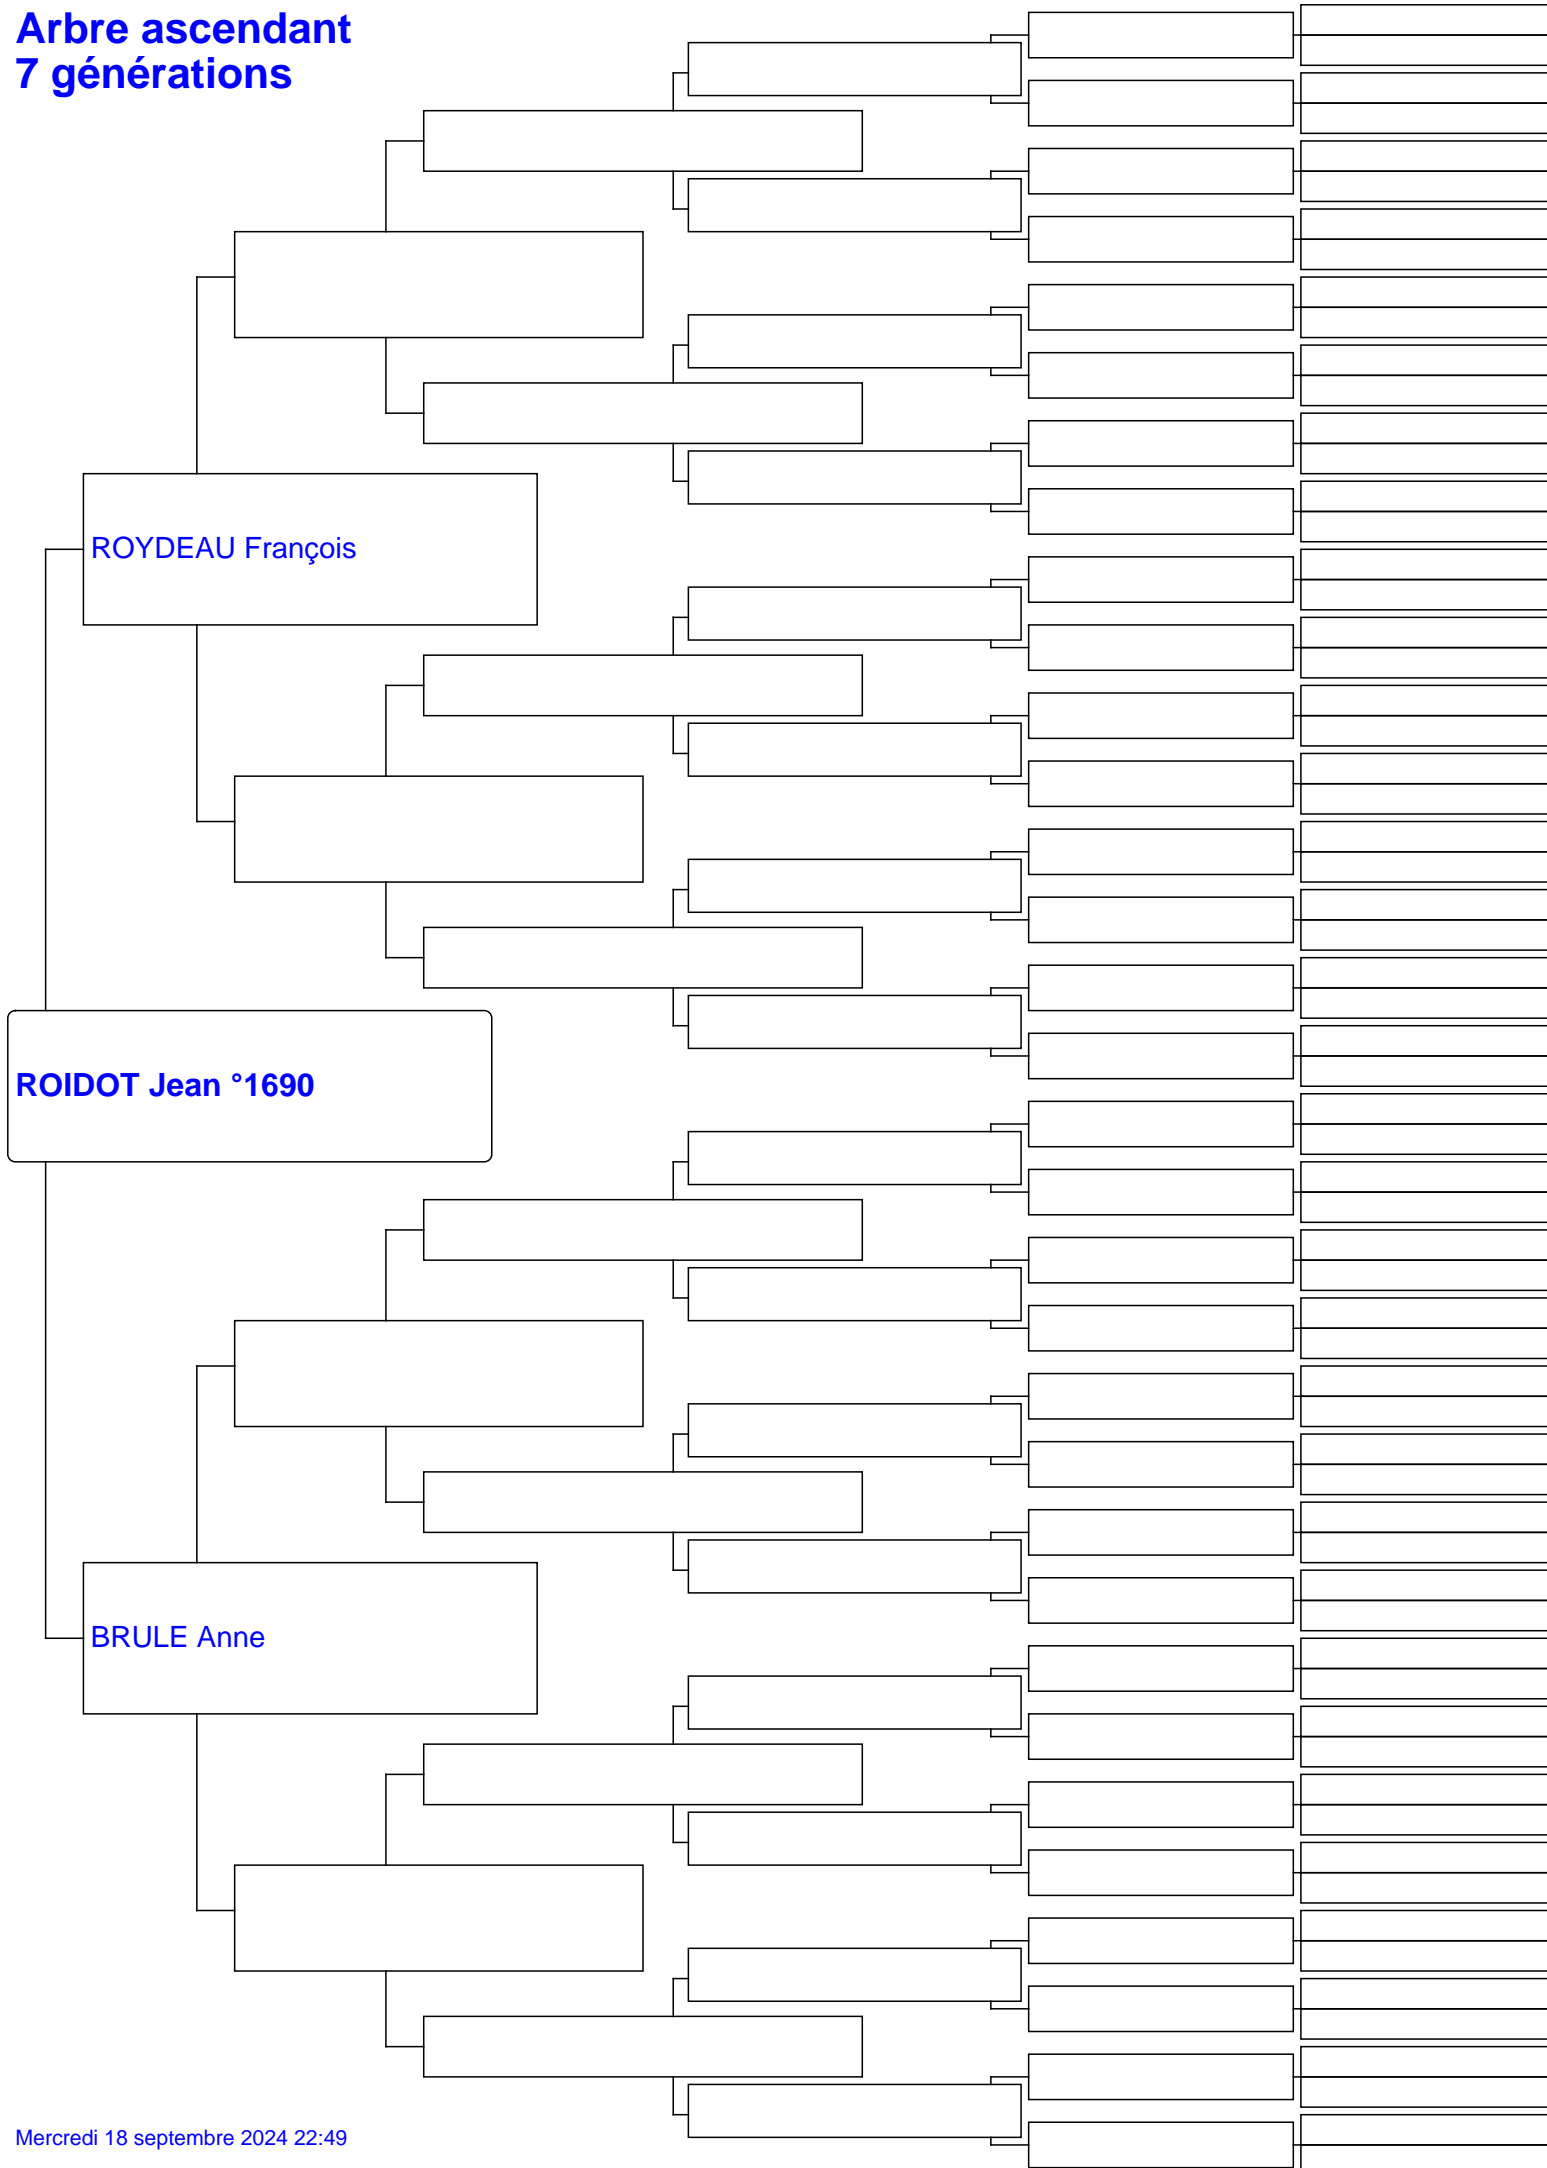 Arbre ascendant
7 générations
ROYDEAU François
ROIDOT Jean °1690
BRULE Anne
Mercredi 18 septembre 2024 22:49